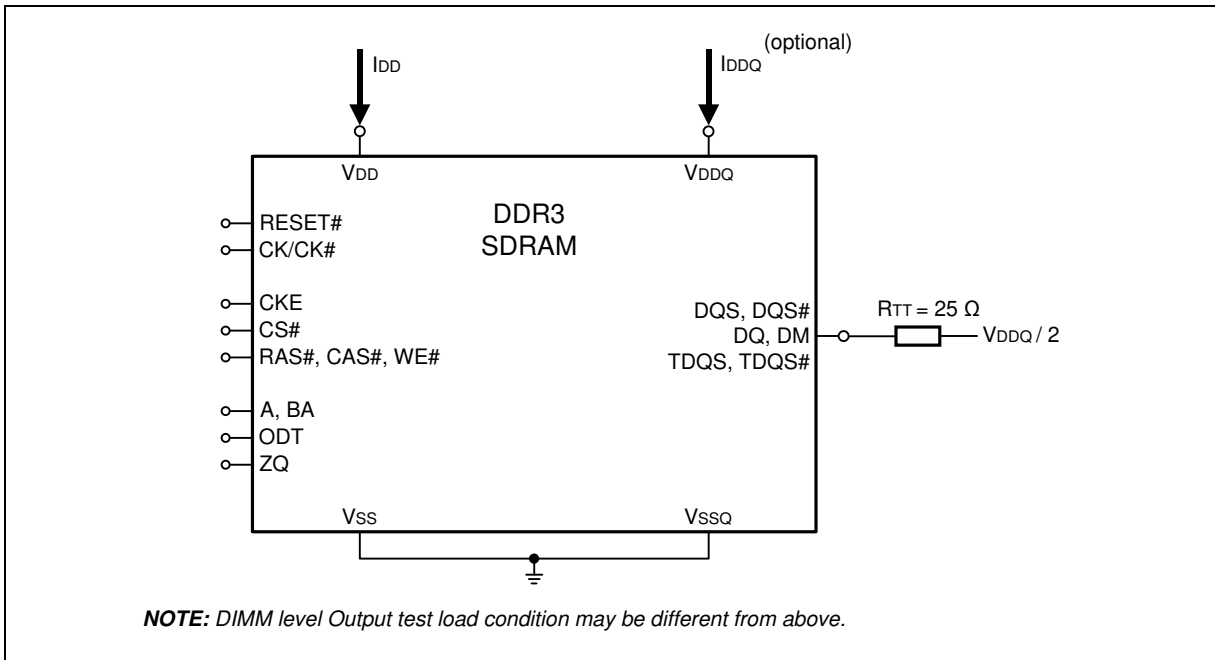 (optional)
IDD
IDDQ
VDD
VDDQ
DDR3
SDRAM
RESET#
CK/CK#
CKE
CS#
RAS#, CAS#, WE#
A, BA
ODT
ZQ
DQS, DQS#
DQ, DM
TDQS, TDQS#
RTT = 25 Ω
VDDQ / 2
VSS
VSSQ
NOTE: DIMM level Output test load condition may be different from above.